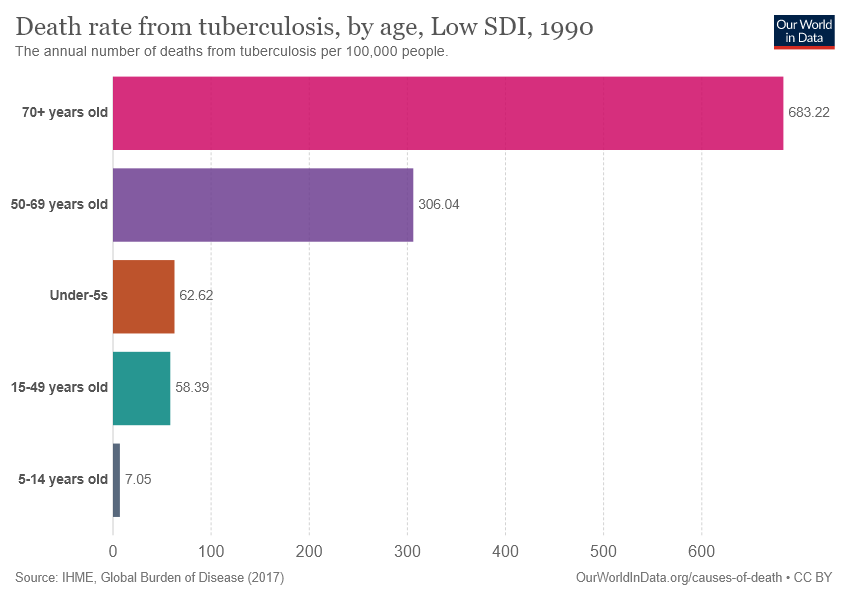 Death rate from tuberculosis, by age, Low SDI, 1990
The annual number of deaths from tuberculosis per 100,000 people.
Our World
in Data
70+ years old
683.22
50-69 years old
306.04
Under-5s
62.62
15-49 years old
58.39
5-14 years old
7.05
0 100 200 300 400 500 600
Source: IHME, Global Burden of Disease (2017)
OurWorldInData.org/causes-of-death • CC BY